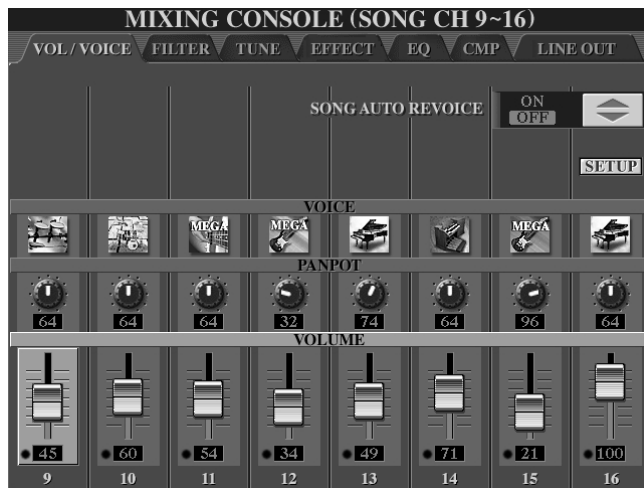 MIXING CONSOLE (SONG CH 9~16)
VOL / VOICE FILTER TUNE EFFECT EQ CMP LINE OUT
SONG AUTO REVOICE
ON
OFF
SETUP
VOICE
MEGA MEGA MEGA
PANPOT
64 64 64 32 74 64 96 64
VOLUME
45 60 54 34 49 71 21 100
9 10 11 12 13 14 15 16